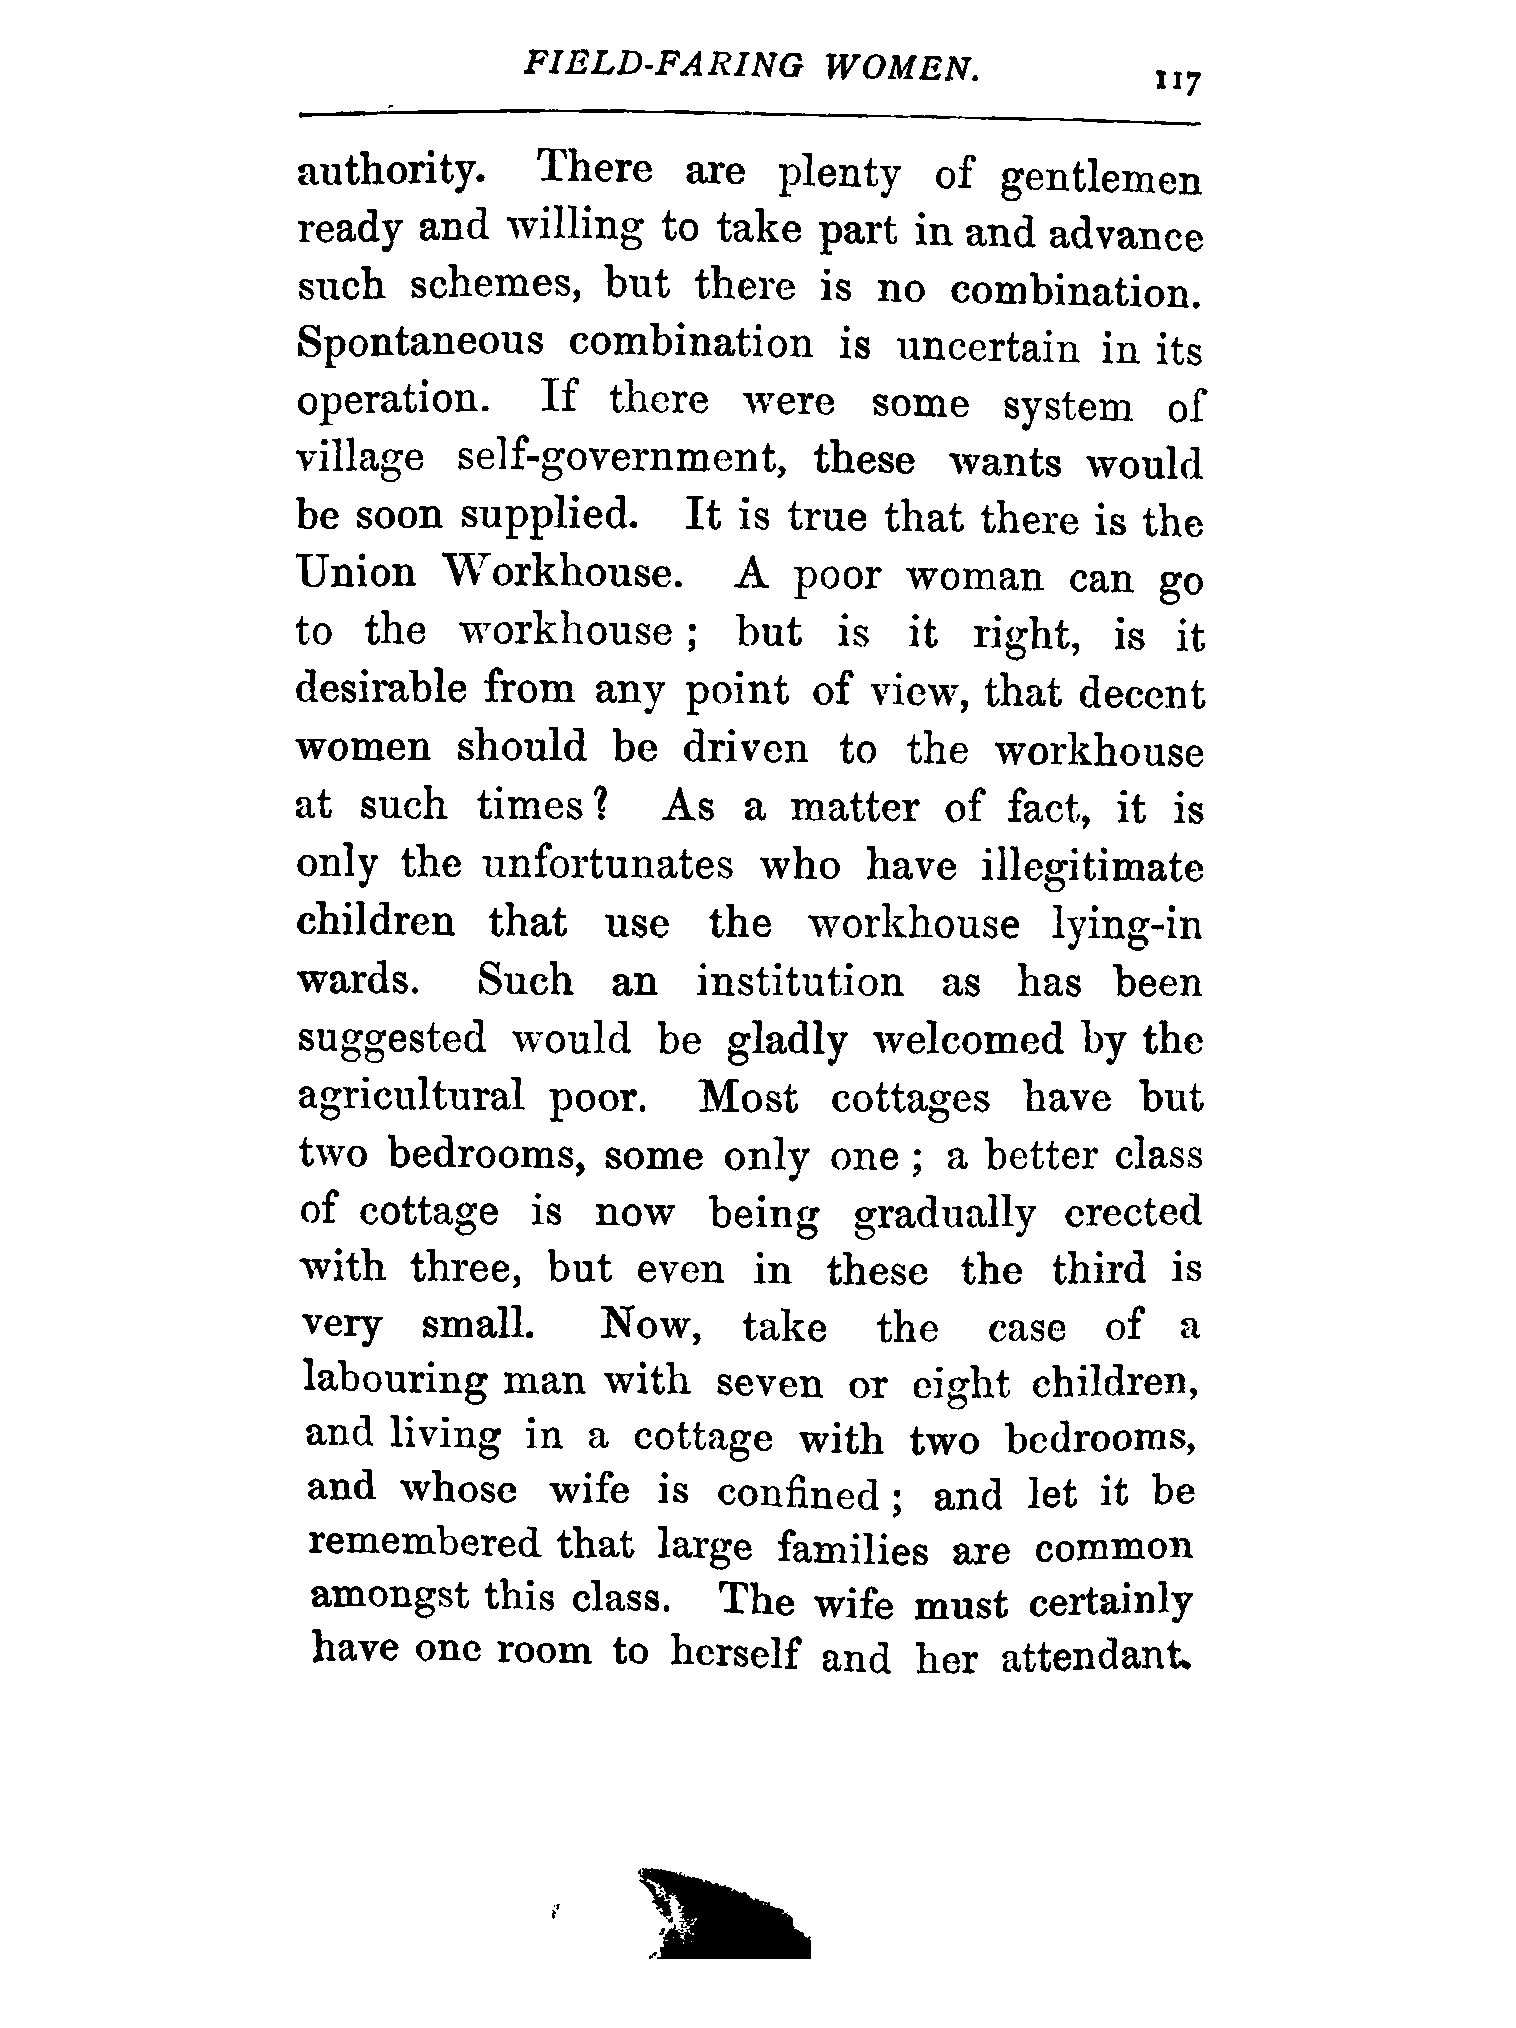 FIELD-FARING WOMEN. 117
authority. There are plenty of gentlemen
ready and willing to take part in and advance
such schemes, but there is no combination.
Spontaneous combination is uncertain in its
operation. If there were some system of
village self-government, these wants would
be soon supplied. It is true that there is the
Union Workhouse. A poor woman can go
to the workhouse ; but is it right, is it
desirable from any point of view, that decent
women should be driven to the workhouse
at such times? As a matter of fact, it is
only the unfortunates who have illegitimate
children that use the workhouse lying-in
wards. Such an institution as has been
suggested would be gladly welcomed by the
agricultural poor. Most cottages have but
two bedrooms, some only one ; a better class
of cottage is now being gradually erected
with three, but even in these the third is
very small. Now, take the case of a
labouring man with seven or eight children,
and living in a cottage with two bedrooms,
and whose wife is confined ; and let it be
remembered that large families are common
amongst this class. The wife must certainly
have one room to herself and her attendant.